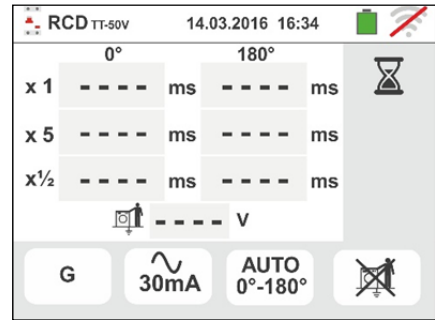 RCD TT-50V 14.03.2016 16:34
0° 180°
x 1 - - - - ms - - - - ms
x 5 - - - - ms - - - - ms
x½ - - - - ms - - - - ms
- - - - V
G 30mA AUTO 0°-180°